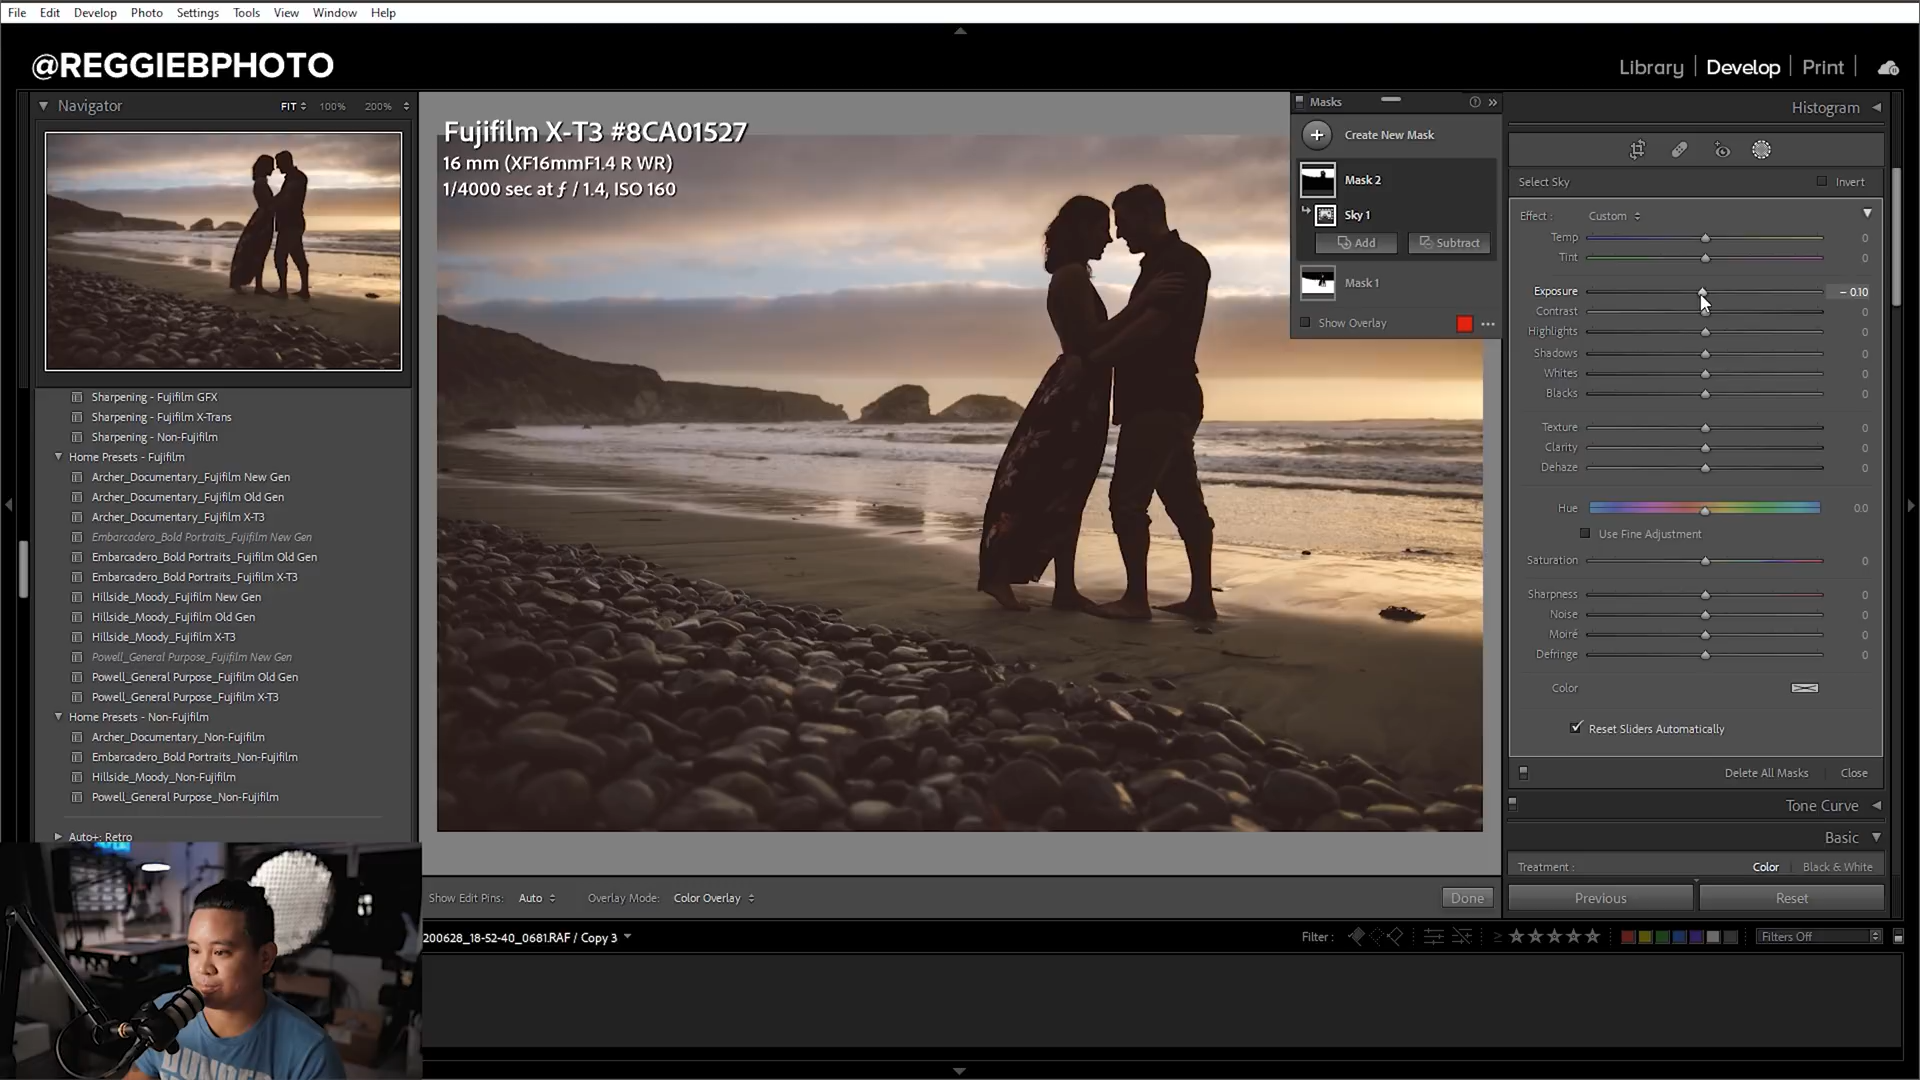 File Edit Develop Photo Settings Tools View Window Help
@REGGIEBPHOTO
Library | Develop | Print |
Navigator FIT 100% 200%
Sharpening - Fujifilm GFX
Sharpening - Fujifilm X-Trans
Sharpening - Non-Fujifilm
Home Presets - Fujifilm
Archer_Documentary_Fujifilm New Gen
Archer_Documentary_Fujifilm Old Gen
Archer_Documentary_Fujifilm X-T3
Embarcadero_Bold Portraits_Fujifilm New Gen
Embarcadero_Bold Portraits_Fujifilm Old Gen
Embarcadero_Bold Portraits_Fujifilm X-T3
Hillside_Moody_Fujifilm New Gen
Hillside_Moody_Fujifilm Old Gen
Hillside_Moody_Fujifilm X-T3
Powell_General Purpose_Fujifilm New Gen
Powell_General Purpose_Fujifilm Old Gen
Powell_General Purpose_Fujifilm X-T3
Home Presets - Non-Fujifilm
Archer_Documentary_Non-Fujifilm
Embarcadero_Bold Portraits_Non-Fujifilm
Hillside_Moody_Non-Fujifilm
Powell_General Purpose_Non-Fujifilm
Auto+: Retro
Fujifilm X-T3 #8CA01527
16 mm (XF16mmF1.4 R WR)
1/4000 sec at ƒ / 1.4, ISO 160
Masks
Create New Mask
Mask 2
Sky 1
Add Subtract
Mask 1
Show Overlay
Histogram
Select Sky Invert
Effect : Custom
Temp 0
Tint 0
Exposure – 0.10
Contrast 0
Highlights 0
Shadows 0
Whites 0
Blacks 0
Texture 0
Clarity 0
Dehaze 0
Hue 0.0
Use Fine Adjustment
Saturation 0
Sharpness 0
Noise 0
Moiré 0
Defringe 0
Color
Reset Sliders Automatically
Delete All Masks Close
Tone Curve
Basic
Treatment : Color Black & White
Previous Reset
Show Edit Pins: Auto Overlay Mode: Color Overlay Done
200628_18-52-40_0681.RAF / Copy 3
Filter : ≥ Filters Off